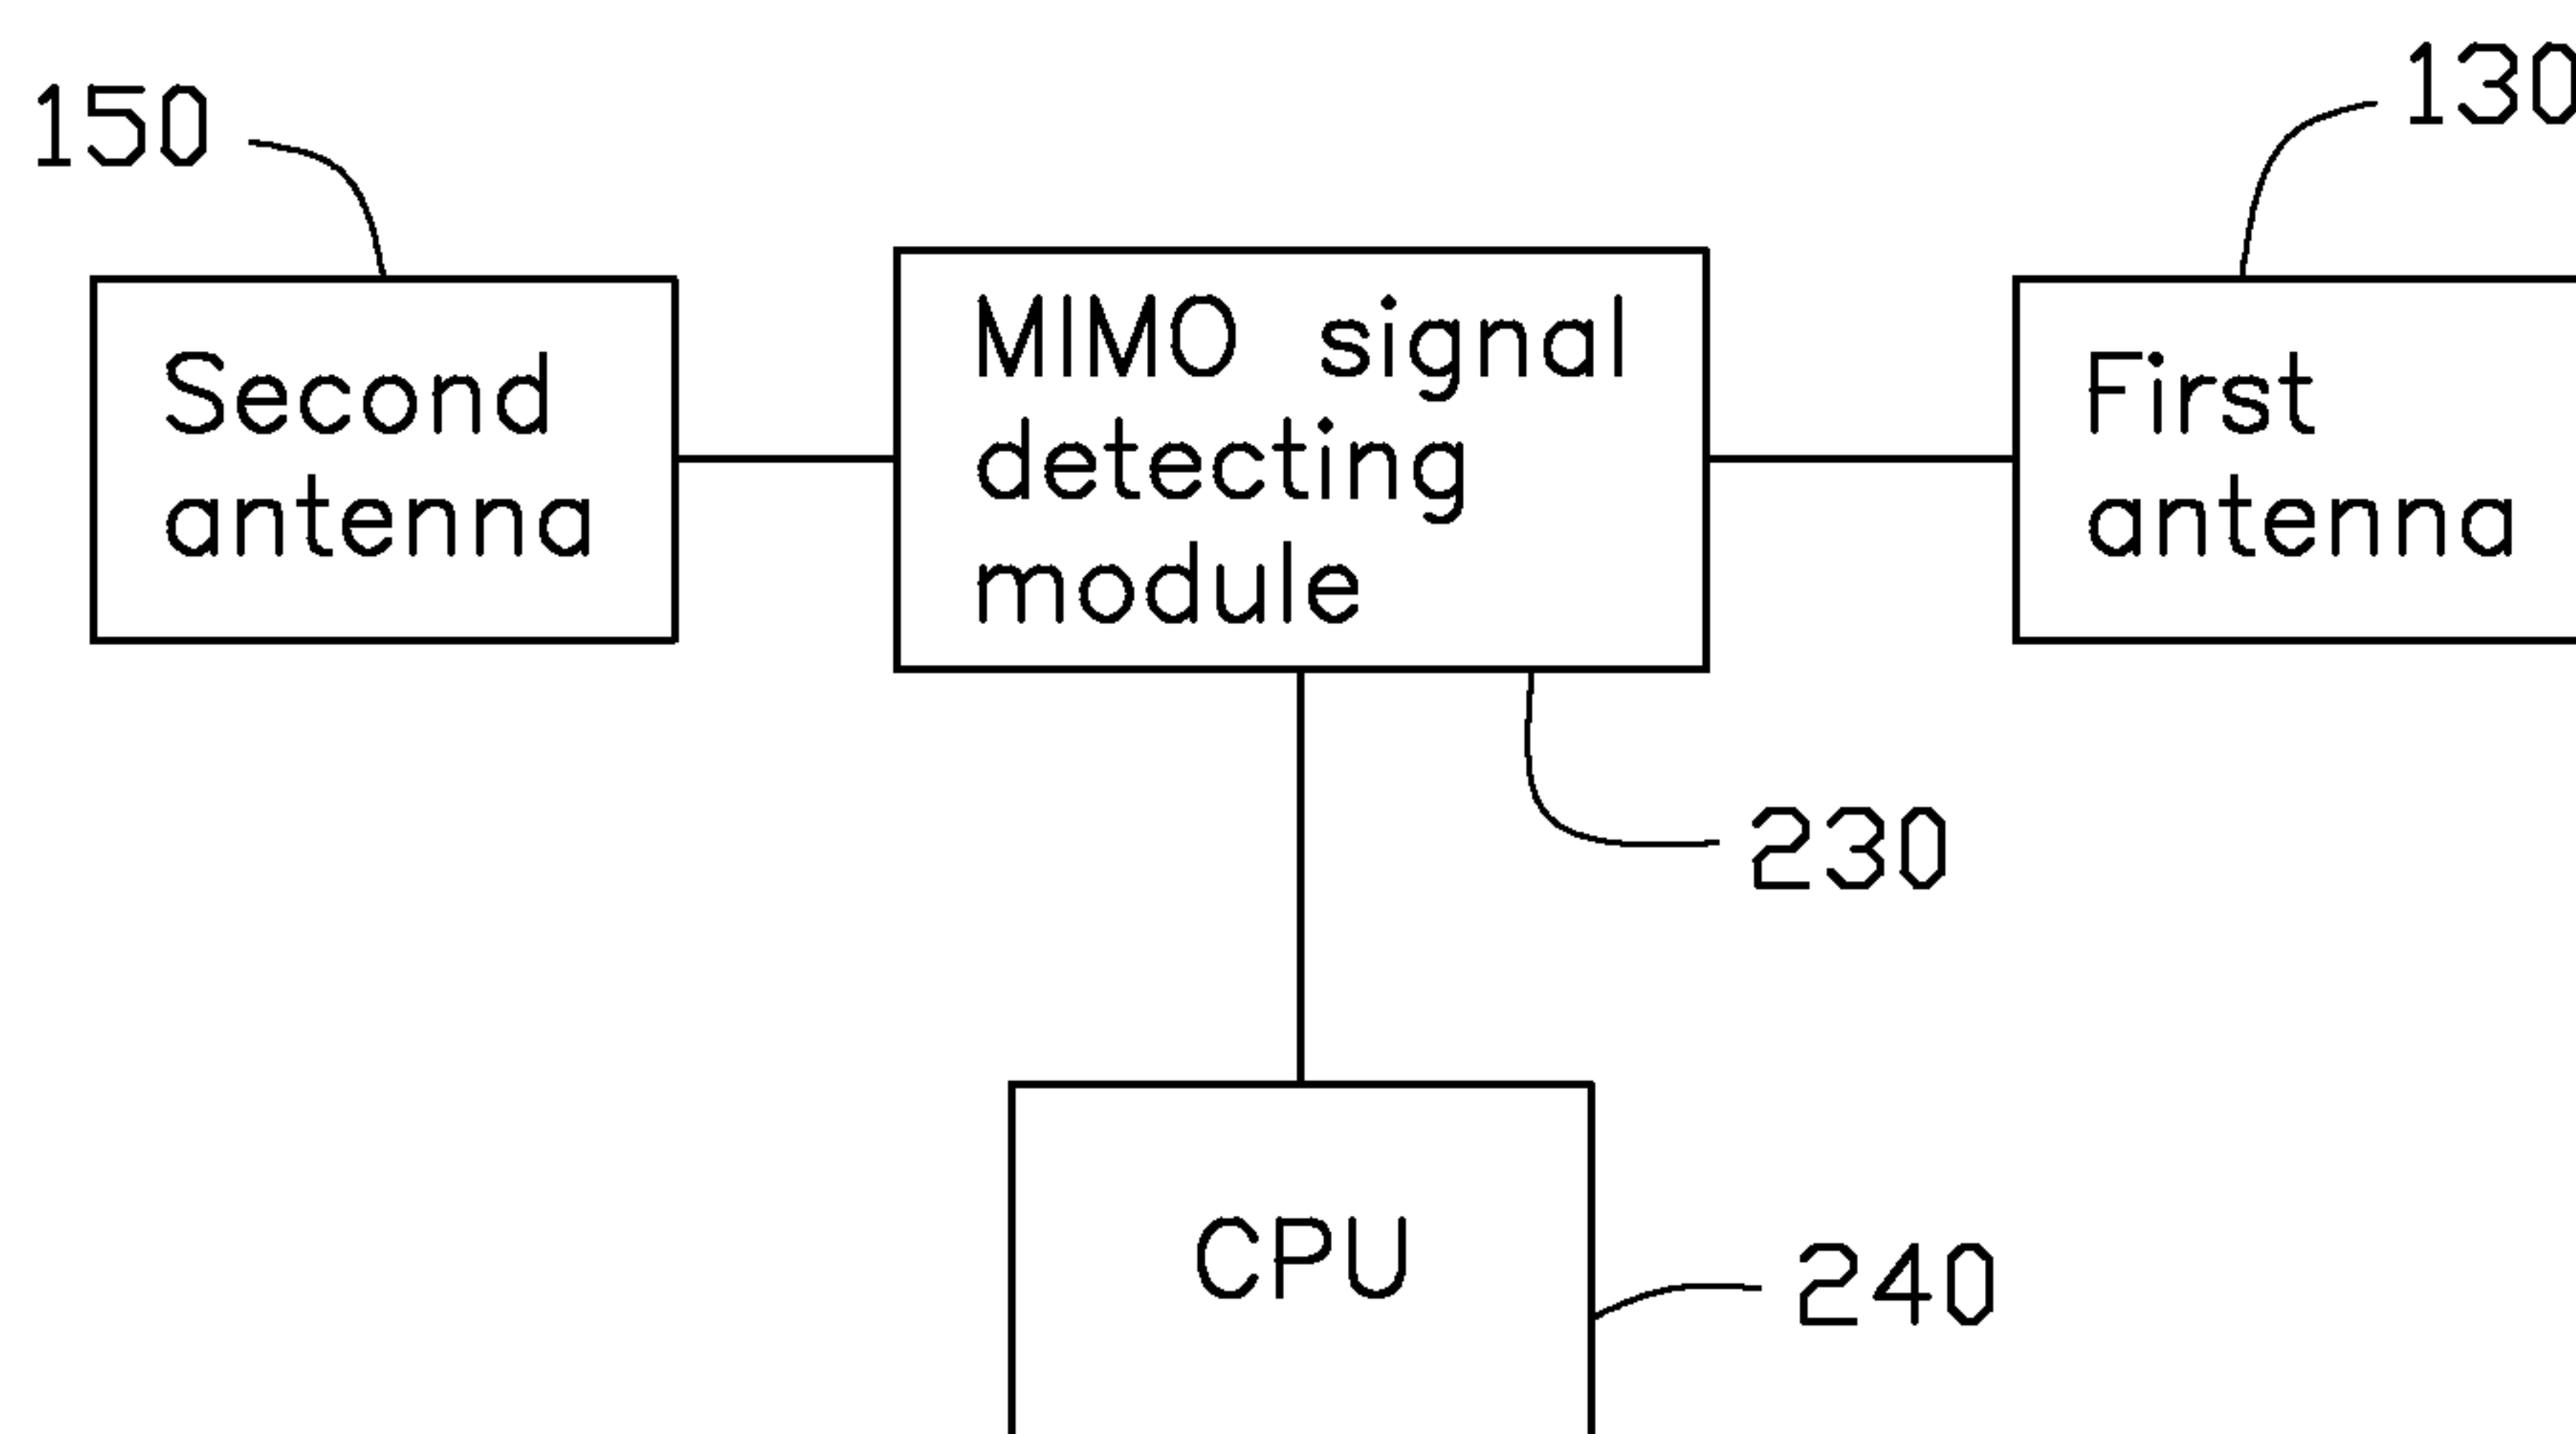 150
130
Second
antenna
MIMO signal
detecting
module
First
antenna
230
CPU
240